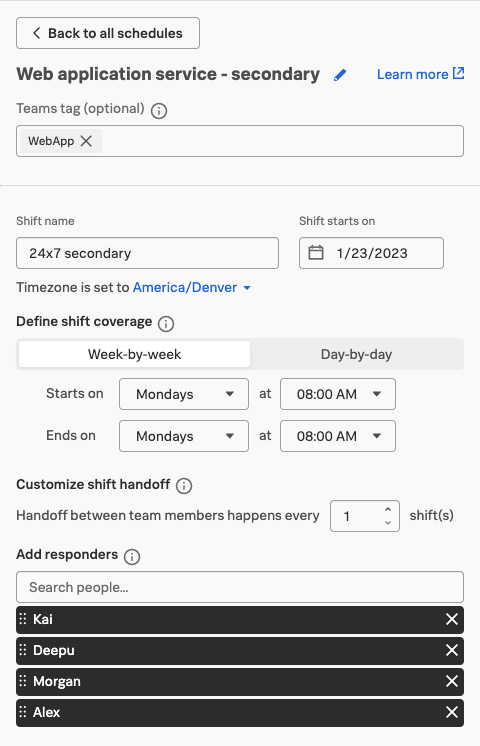 Back to all schedules
Web application service - secondary Learn more
Teams tag (optional)
WebApp
Shift name Shift starts on
24x7 secondary 1/23/2023
Timezone is set to America/Denver
Define shift coverage
Week-by-week Day-by-day
Starts on Mondays at 08:00 AM
Ends on Mondays at 08:00 AM
Customize shift handoff
Handoff between team members happens every 1 shift(s)
Add responders
Search people...
Kai
Deepu
Morgan
Alex